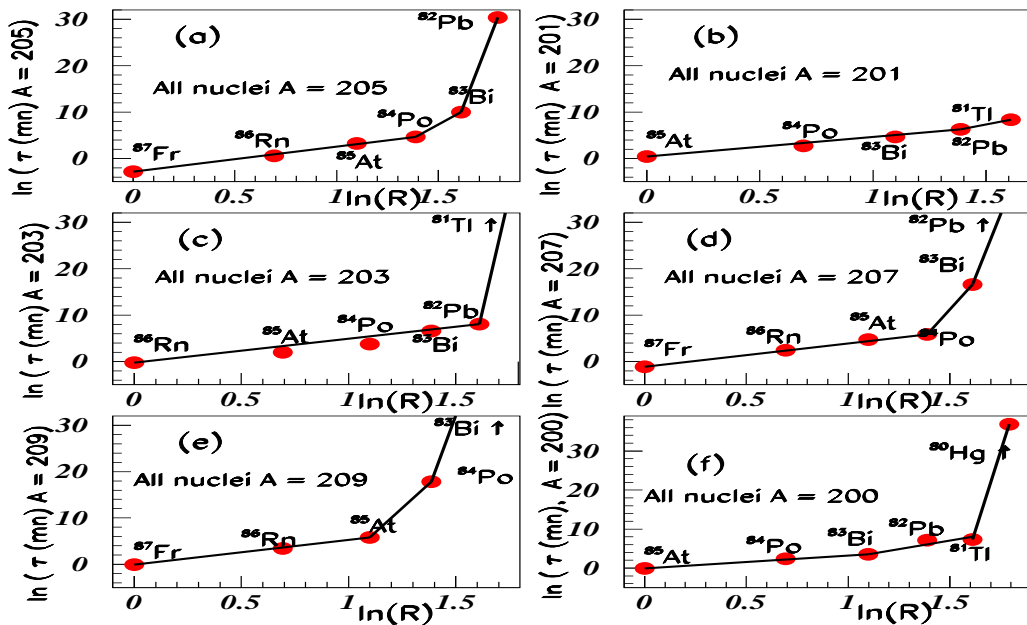 ln ( τ (mn) A = 205)
30
20
10
0
(a)
All nuclei A = 205
⁸⁷Fr
⁸⁶Rn
⁸⁵At
⁸⁴Po
⁸³Bi
⁸²Pb
0 0.5 1 1.5
ln(R)
ln ( τ (mn) A = 201)
30
20
10
0
(b)
All nuclei A = 201
⁸⁵At
⁸⁴Po
⁸³Bi
⁸²Pb
⁸¹Tl
0 0.5 1 1.5
ln(R)
ln ( τ (mn) A = 203)
30
20
10
0
(c)
All nuclei A = 203
⁸⁶Rn
⁸⁵At
⁸⁴Po
⁸³Bi
⁸²Pb
⁸¹Tl ↑
0 0.5 1 1.5
ln(R)
ln ( τ (mn) A = 207)
30
20
10
0
(d)
All nuclei A = 207
⁸⁷Fr
⁸⁶Rn
⁸⁵At
⁸⁴Po
⁸³Bi
⁸²Pb ↑
0 0.5 1 1.5
ln(R)
ln ( τ (mn) A = 209)
30
20
10
0
(e)
All nuclei A = 209
⁸⁷Fr
⁸⁶Rn
⁸⁵At
⁸⁴Po
⁸³Bi ↑
0 0.5 1 1.5
ln(R)
ln ( τ (mn), A = 200)
30
20
10
0
(f)
All nuclei A = 200
⁸⁵At
⁸⁴Po
⁸³Bi
⁸²Pb
⁸¹Tl
⁸⁰Hg ↑
0 0.5 1 1.5
ln(R)